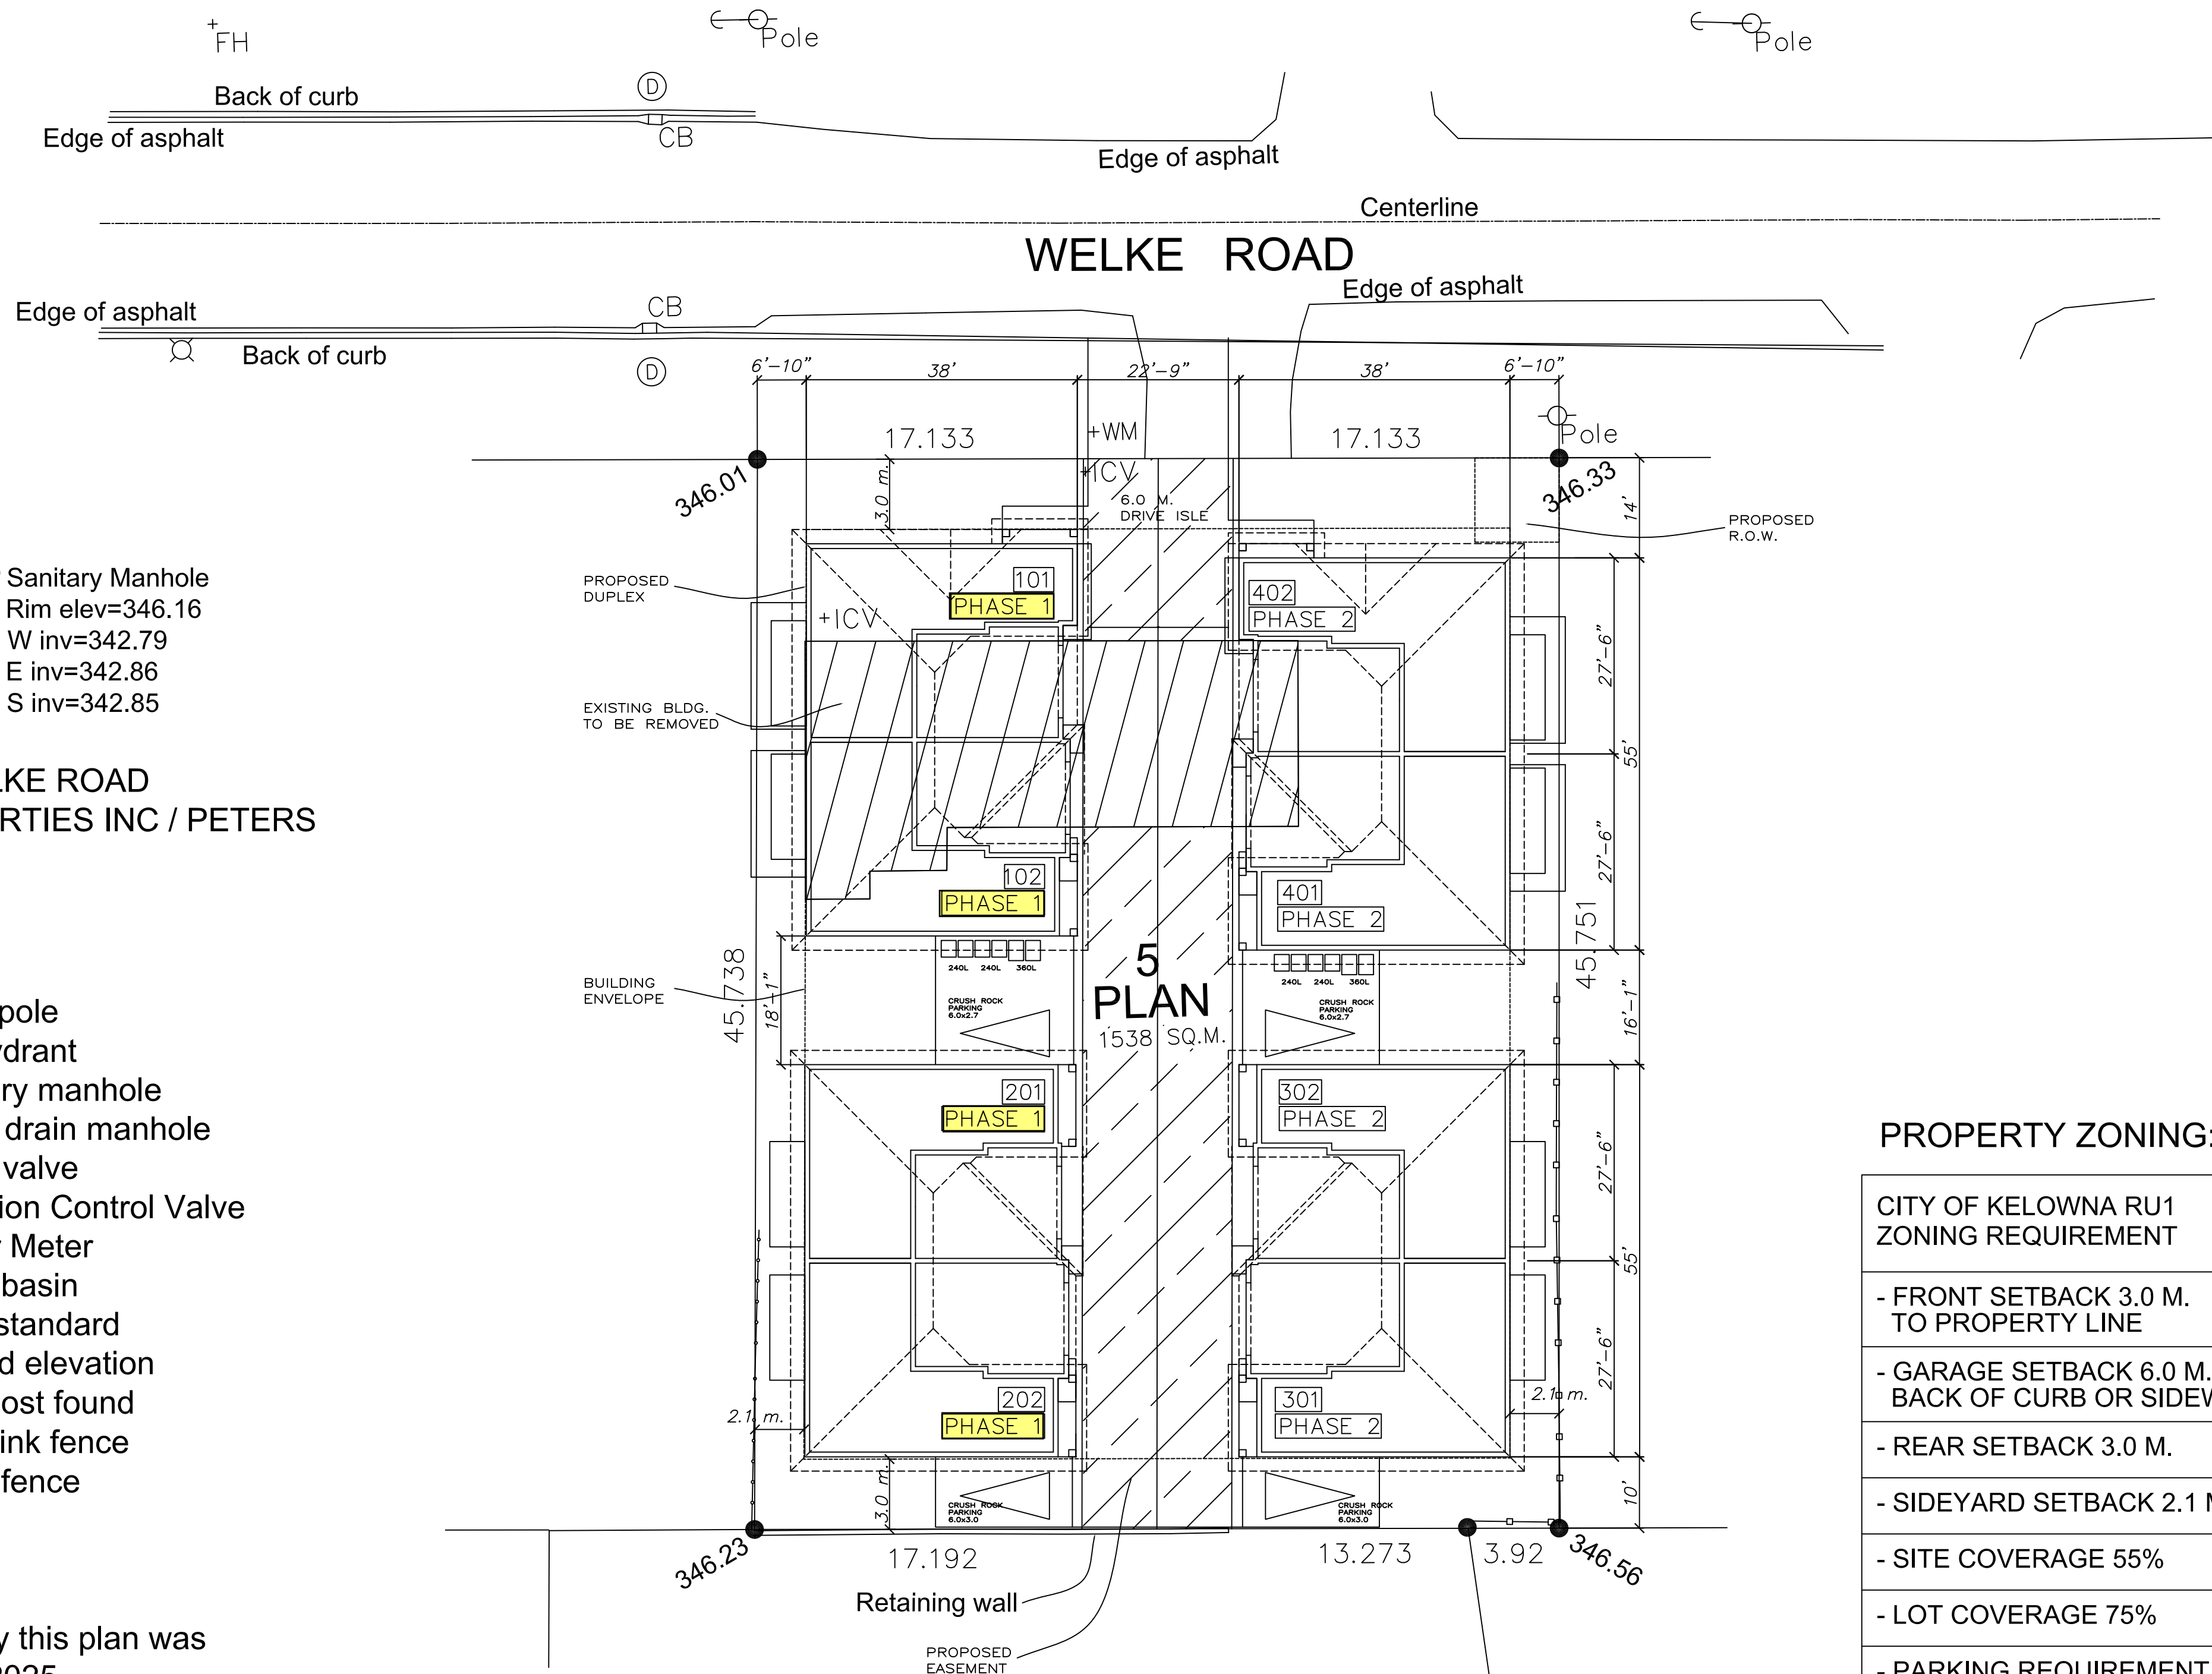 FH
Pole
Pole
Back of curb
D
Edge of asphalt
CB
Edge of asphalt
Centerline
WELKE ROAD
Edge of asphalt
Edge of asphalt
CB
Back of curb
D
6'-10"
38'
22'-9"
38'
6'-10"
17.133
+WM
17.133
Pole
+ICV
346.01
3.0 m.
6.0 M.
DRIVE ISLE
346.33
14'
PROPOSED
R.O.W.
Sanitary Manhole
Rim elev=346.16
W inv=342.79
E inv=342.86
S inv=342.85
PROPOSED
DUPLEX
101
PHASE 1
+ICV
402
PHASE 2
27'-6"
EXISTING BLDG.
TO BE REMOVED
55'
LKE ROAD
RTIES INC / PETERS
27'-6"
102
PHASE 1
401
PHASE 2
45.738
18'-1"
BUILDING
ENVELOPE
240L 240L 360L
CRUSH ROCK
PARKING
6.0x2.7
5
PLAN
1538 SQ.M.
240L 240L 360L
CRUSH ROCK
PARKING
6.0x2.7
45.751
16'-1"
pole
ydrant
ry manhole
drain manhole
valve
ion Control Valve
r Meter
basin
standard
d elevation
ost found
ink fence
fence
201
PHASE 1
302
PHASE 2
27'-6"
55'
27'-6"
202
PHASE 1
301
PHASE 2
2.1 m.
2.1 m.
3.0 m.
CRUSH ROCK
PARKING
6.0x3.0
CRUSH ROCK
PARKING
6.0x3.0
10'
346.23
17.192
13.273
3.92
346.56
Retaining wall
PROPOSED
EASEMENT
y this plan was
2025
PROPERTY ZONING:
CITY OF KELOWNA RU1
ZONING REQUIREMENT
- FRONT SETBACK 3.0 M.
TO PROPERTY LINE
- GARAGE SETBACK 6.0 M.
BACK OF CURB OR SIDEW
- REAR SETBACK 3.0 M.
- SIDEYARD SETBACK 2.1 M
- SITE COVERAGE 55%
- LOT COVERAGE 75%
- PARKING REQUIREMENT